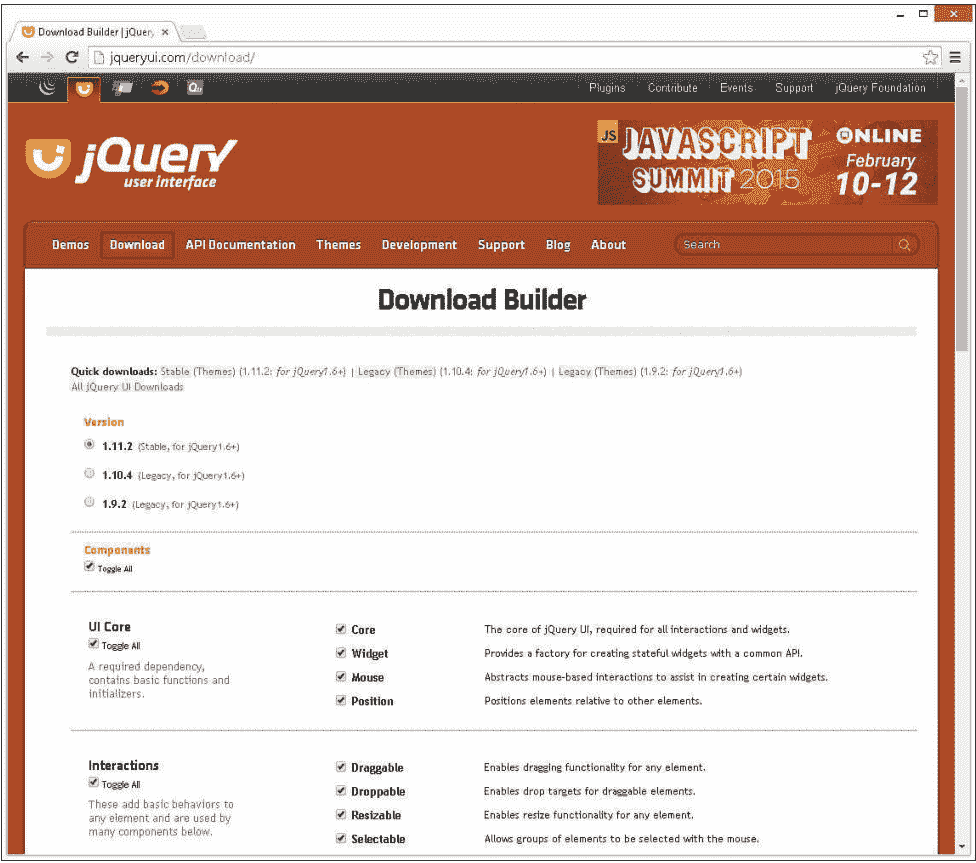 Download Builder | jQuer
jqueryui.com/download/
Plugins Contribute Events Support jQuery Foundation
jQuery
user interface
JS JAVASCRIPT SUMMIT 2015
ONLINE
February
10-12
Demos Download API Documentation Themes Development Support Blog About Search
Download Builder
Quick downloads: Stable (Themes) (1.11.2: for jQuery1.6+) | Legacy (Themes) (1.10.4: for jQuery1.6+) | Legacy (Themes) (1.9.2: for jQuery1.6+)
All jQuery UI Downloads
Version
1.11.2 (Stable, for jQuery1.6+)
1.10.4 (Legacy, for jQuery1.6+)
1.9.2 (Legacy, for jQuery1.6+)
Components
Toggle All
UI Core
Toggle All
A required dependency,
contains basic functions and
initializers.
Core The core of jQuery UI, required for all interactions and widgets.
Widget Provides a factory for creating stateful widgets with a common API.
Mouse Abstracts mouse-based interactions to assist in creating certain widgets.
Position Positions elements relative to other elements.
Interactions
Toggle All
These add basic behaviors to
any element and are used by
many components below.
Draggable Enables dragging functionality for any element.
Droppable Enables drop targets for draggable elements.
Resizable Enables resize functionality for any element.
Selectable Allows groups of elements to be selected with the mouse.